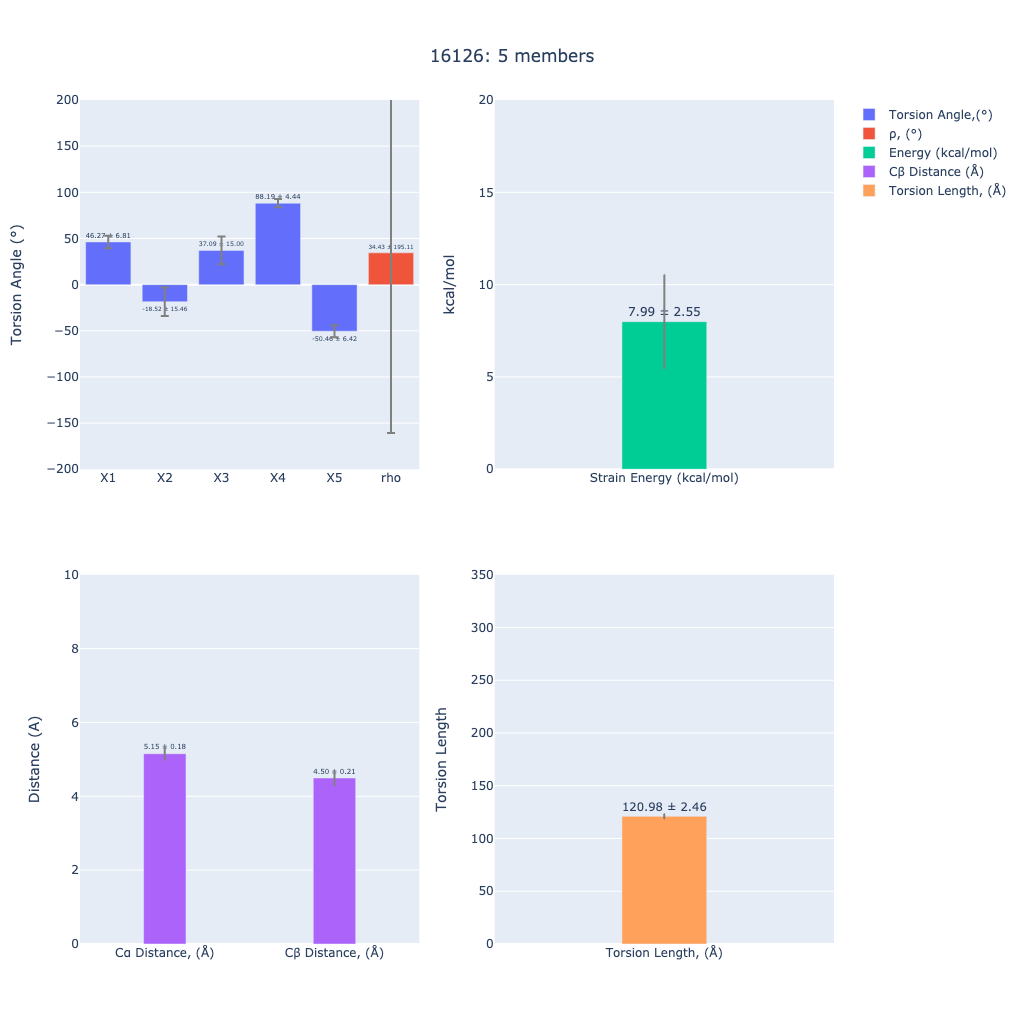 16126: 5 members
Torsion Angle (°)
200
150
100
50
0
−50
−100
−150
−200
46.27 ± 6.81
-18.52 ± 15.46
37.09 ± 15.00
88.19 ± 4.44
-50.46 ± 6.42
34.43 ± 195.11
X1 X2 X3 X4 X5 rho
kcal/mol
20
15
10
5
0
7.99 ± 2.55
Strain Energy (kcal/mol)
Torsion Angle,(°)
ρ, (°)
Energy (kcal/mol)
Cβ Distance (Å)
Torsion Length, (Å)
Distance (A)
10
8
6
4
2
0
5.15 ± 0.18
4.50 ± 0.21
Cα Distance, (Å) Cβ Distance, (Å)
Torsion Length
350
300
250
200
150
100
50
0
120.98 ± 2.46
Torsion Length, (Å)